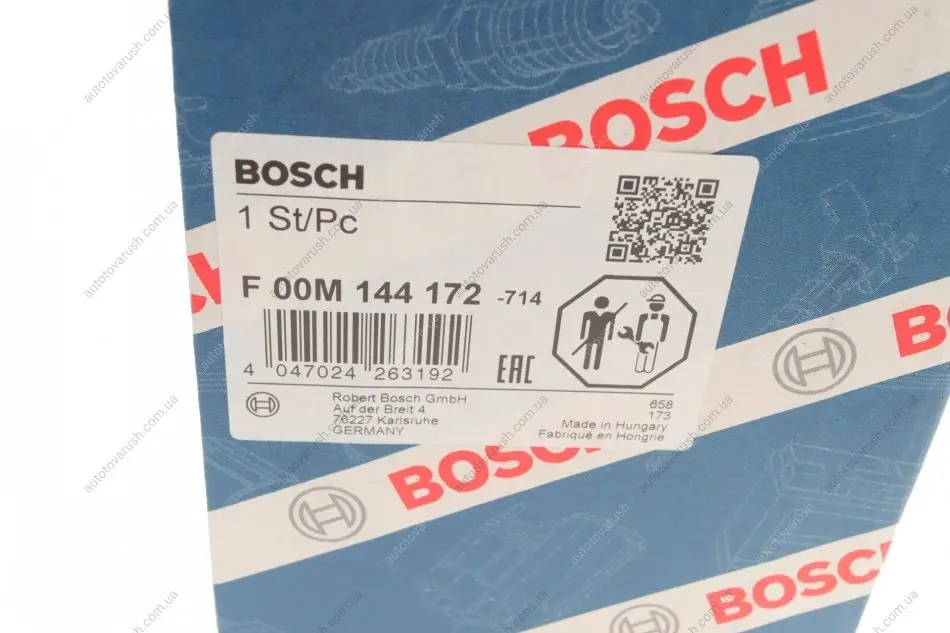 BOSCH
BOSCH
1 St/Pc
F 00M 144 172 -714
4 047024 263192
EAC
Robert Bosch GmbH
Auf der Breit 4
76227 Karlsruhe
GERMANY
658
173
Made in Hungary
Fabriqué en Hongrie
BOSCH
BOSCH
autotovarush.com.ua